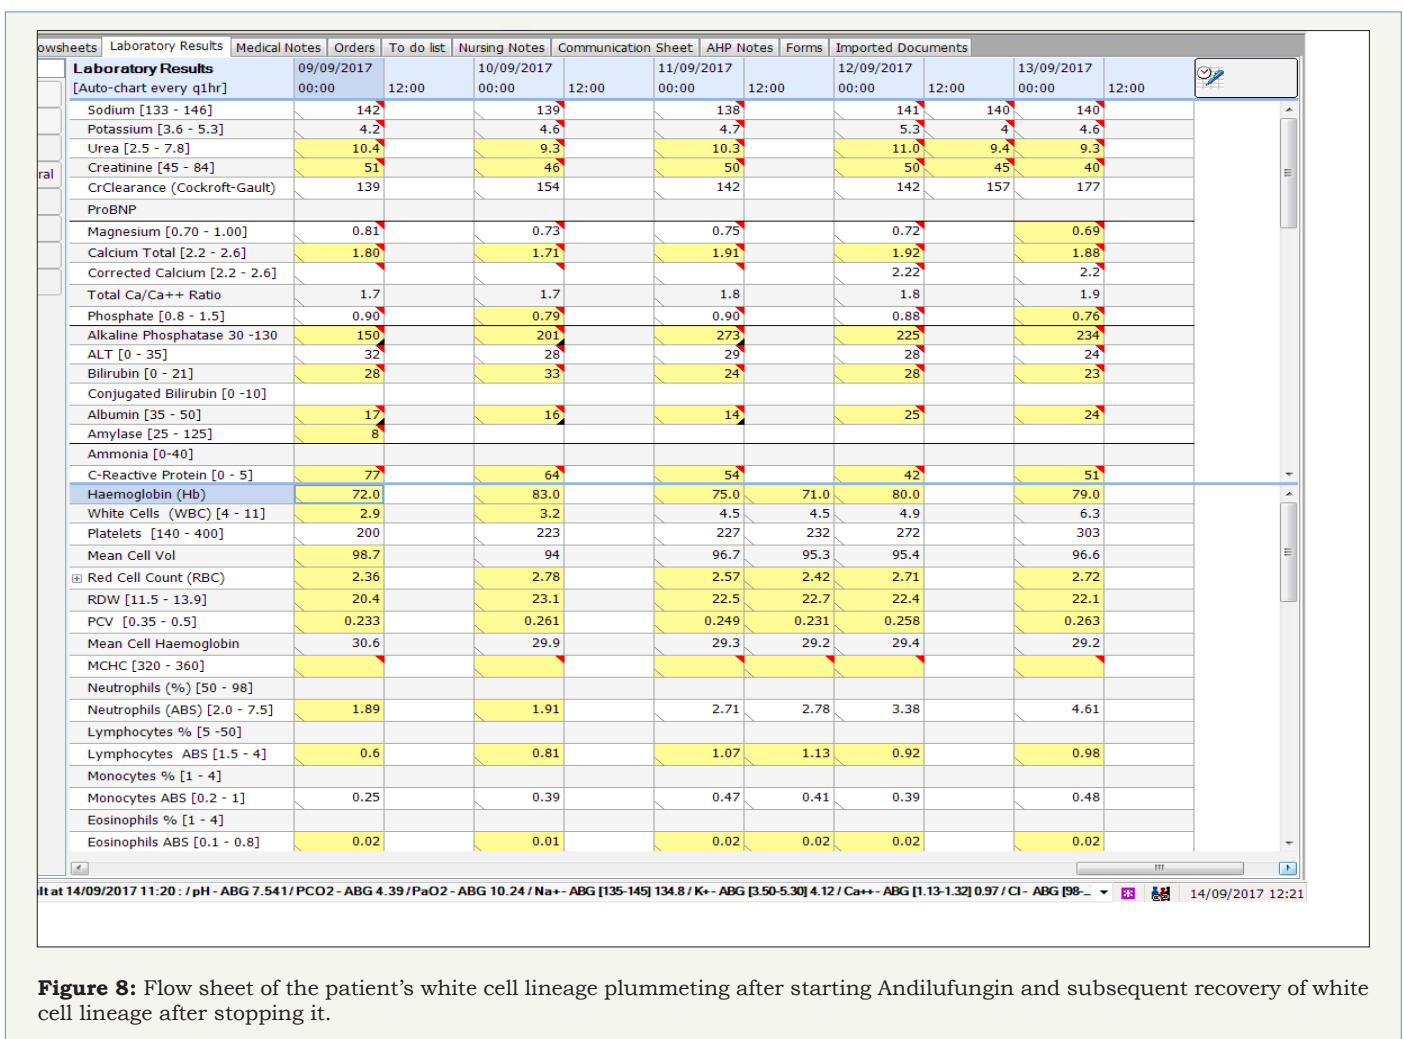 owsheets Laboratory Results Medical Notes Orders To do list Nursing Notes Communication Sheet AHP Notes Forms Imported Documents
Laboratory Results 09/09/2017 10/09/2017 11/09/2017 12/09/2017 13/09/2017
[Auto-chart every q1hr] 00:00 12:00 00:00 12:00 00:00 12:00 00:00 12:00 00:00 12:00
Sodium [133 - 146] 142 139 138 141 140 140
Potassium [3.6 - 5.3] 4.2 4.6 4.7 5.3 4 4.6
Urea [2.5 - 7.8] 10.4 9.3 10.3 11.0 9.4 9.3
ral Creatinine [45 - 84] 51 46 50 50 45 40
CrClearance (Cockroft-Gault) 139 154 142 142 157 177
ProBNP
Magnesium [0.70 - 1.00] 0.81 0.73 0.75 0.72 0.69
Calcium Total [2.2 - 2.6] 1.80 1.71 1.91 1.92 1.88
Corrected Calcium [2.2 - 2.6] 2.22 2.2
Total Ca/Ca++ Ratio 1.7 1.7 1.8 1.8 1.9
Phosphate [0.8 - 1.5] 0.90 0.79 0.90 0.88 0.76
Alkaline Phosphatase 30 -130 150 201 273 225 234
ALT [0 - 35] 32 28 29 28 24
Bilirubin [0 - 21] 28 33 24 28 23
Conjugated Bilirubin [0 -10]
Albumin [35 - 50] 17 16 14 25 24
Amylase [25 - 125] 8
Ammonia [0-40]
C-Reactive Protein [0 - 5] 77 64 54 42 51
Haemoglobin (Hb) 72.0 83.0 75.0 71.0 80.0 79.0
White Cells (WBC) [4 - 11] 2.9 3.2 4.5 4.5 4.9 6.3
Platelets [140 - 400] 200 223 227 232 272 303
Mean Cell Vol 98.7 94 96.7 95.3 95.4 96.6
Red Cell Count (RBC) 2.36 2.78 2.57 2.42 2.71 2.72
RDW [11.5 - 13.9] 20.4 23.1 22.5 22.7 22.4 22.1
PCV [0.35 - 0.5] 0.233 0.261 0.249 0.231 0.258 0.263
Mean Cell Haemoglobin 30.6 29.9 29.3 29.2 29.4 29.2
MCHC [320 - 360]
Neutrophils (%) [50 - 98]
Neutrophils (ABS) [2.0 - 7.5] 1.89 1.91 2.71 2.78 3.38 4.61
Lymphocytes % [5 -50]
Lymphocytes ABS [1.5 - 4] 0.6 0.81 1.07 1.13 0.92 0.98
Monocytes % [1 - 4]
Monocytes ABS [0.2 - 1] 0.25 0.39 0.47 0.41 0.39 0.48
Eosinophils % [1 - 4]
Eosinophils ABS [0.1 - 0.8] 0.02 0.01 0.02 0.02 0.02 0.02
lt at 14/09/2017 11:20 : / pH - ABG 7.541 / PCO2 - ABG 4.39 / PaO2 - ABG 10.24 / Na+ - ABG [135-145] 134.8 / K+ - ABG [3.50-5.30] 4.12 / Ca++ - ABG [1.13-1.32] 0.97 / Cl - ABG [98-... 14/09/2017 12:21
Figure 8: Flow sheet of the patient's white cell lineage plummeting after starting Andilufungin and subsequent recovery of white
cell lineage after stopping it.